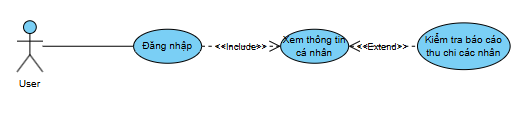 User
Đăng nhập
<<Include>>
Xem thông tin
cá nhân
<<Extend>>
Kiểm tra báo cáo
thu chi các nhân